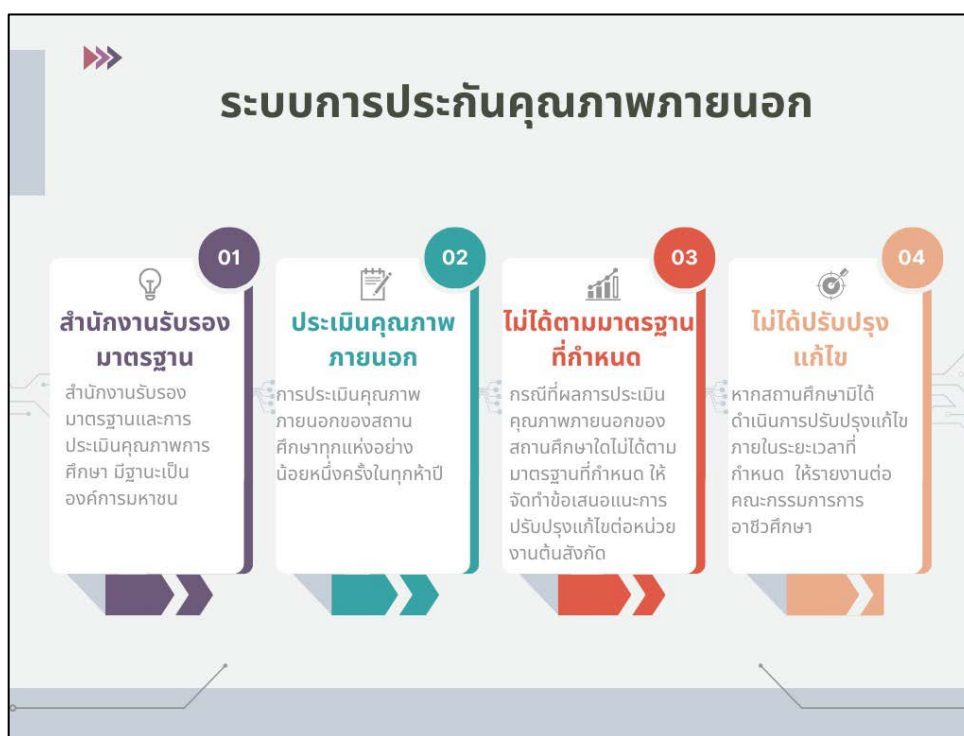 ระบบการประกันคุณภาพภายนอก
01
สำนักงานรับรอง
มาตรฐาน
สำนักงานรับรอง
มาตรฐานและการ
ประเมินคุณภาพการ
ศึกษา มีฐานะเป็น
องค์การมหาชน
02
ประเมินคุณภาพ
ภายนอก
การประเมินคุณภาพ
ภายนอกของสถาน
ศึกษาทุกแห่งอย่าง
น้อยหนึ่งครั้งในทุกห้าปี
03
ไม่ได้ตามมาตรฐาน
ที่กำหนด
กรณีที่ผลการประเมิน
คุณภาพภายนอกของ
สถานศึกษาใดไม่ได้ตาม
มาตรฐานที่กำหนด ให้
จัดทำข้อเสนอแนะการ
ปรับปรุงแก้ไขต่อหน่วย
งานต้นสังกัด
04
ไม่ได้ปรับปรุง
แก้ไข
หากสถานศึกษามิได้
ดำเนินการปรับปรุงแก้ไข
ภายในระยะเวลาที่
กำหนด ให้รายงานต่อ
คณะกรรมการการ
อาชีวศึกษา